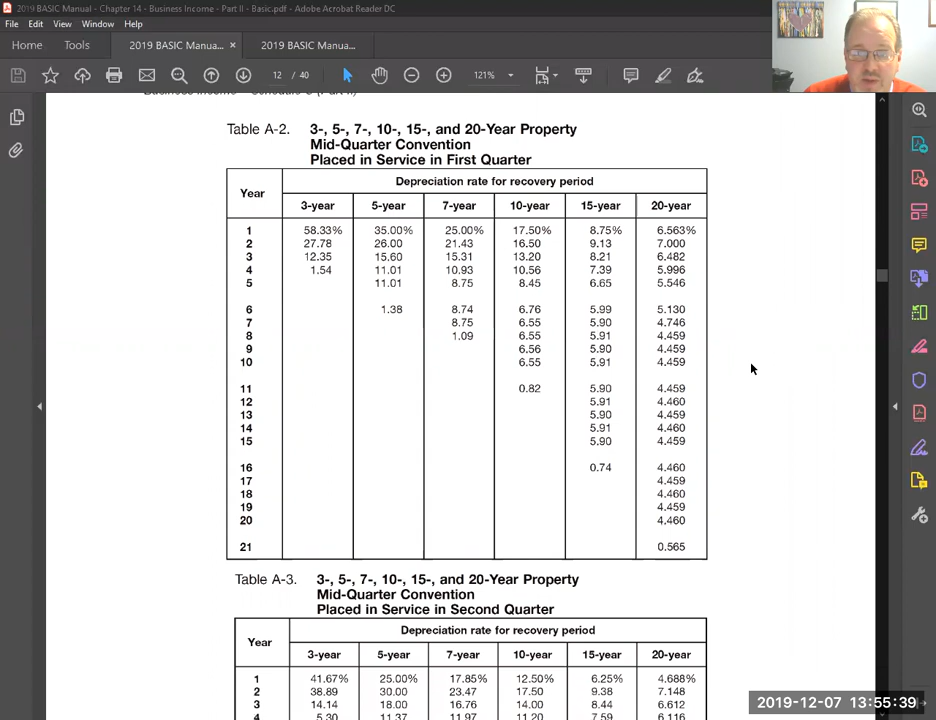 2019 BASIC Manual - Chapter 14 - Business Income - Part II - Basic.pdf - Adobe Acrobat Reader DC
File Edit View Window Help
Home Tools 2019 BASIC Manua... × 2019 BASIC Manua...
12 / 40 121%
Table A-2. 3-, 5-, 7-, 10-, 15-, and 20-Year Property
Mid-Quarter Convention
Placed in Service in First Quarter
Year Depreciation rate for recovery period
3-year 5-year 7-year 10-year 15-year 20-year
1 58.33% 35.00% 25.00% 17.50% 8.75% 6.563%
2 27.78 26.00 21.43 16.50 9.13 7.000
3 12.35 15.60 15.31 13.20 8.21 6.482
4 1.54 11.01 10.93 10.56 7.39 5.996
5 11.01 8.75 8.45 6.65 5.546
6 1.38 8.74 6.76 5.99 5.130
7 8.75 6.55 5.90 4.746
8 1.09 6.55 5.91 4.459
9 6.56 5.90 4.459
10 6.55 5.91 4.459
11 0.82 5.90 4.459
12 5.91 4.460
13 5.90 4.459
14 5.91 4.460
15 5.90 4.459
16 0.74 4.460
17 4.459
18 4.460
19 4.459
20 4.460
21 0.565
Table A-3. 3-, 5-, 7-, 10-, 15-, and 20-Year Property
Mid-Quarter Convention
Placed in Service in Second Quarter
Year Depreciation rate for recovery period
3-year 5-year 7-year 10-year 15-year 20-year
1 41.67% 25.00% 17.85% 12.50% 6.25% 4.688%
2 38.89 30.00 23.47 17.50 9.38 7.148
3 14.14 18.00 16.76 14.00 8.44 6.612
4 5.30 11.37 11.97 11.20 7.59 6.116
2019-12-07 13:55:39